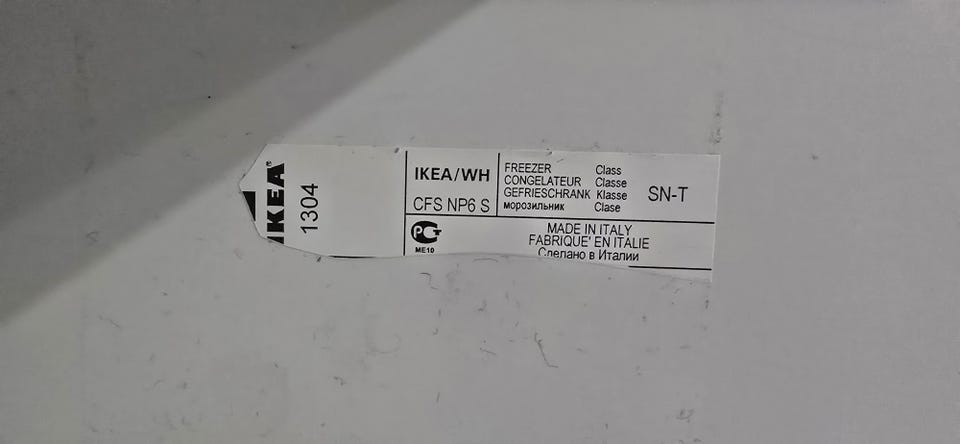 IKEA
1304
IKEA/WH
CFS NP6 S
FREEZER Class
CONGELATEUR Classe
GEFRIESCHRANK Klasse
морозильник Clase
SN-T
РСТ
ME10
MADE IN ITALY
FABRIQUE' EN ITALIE
Сделано в Италии